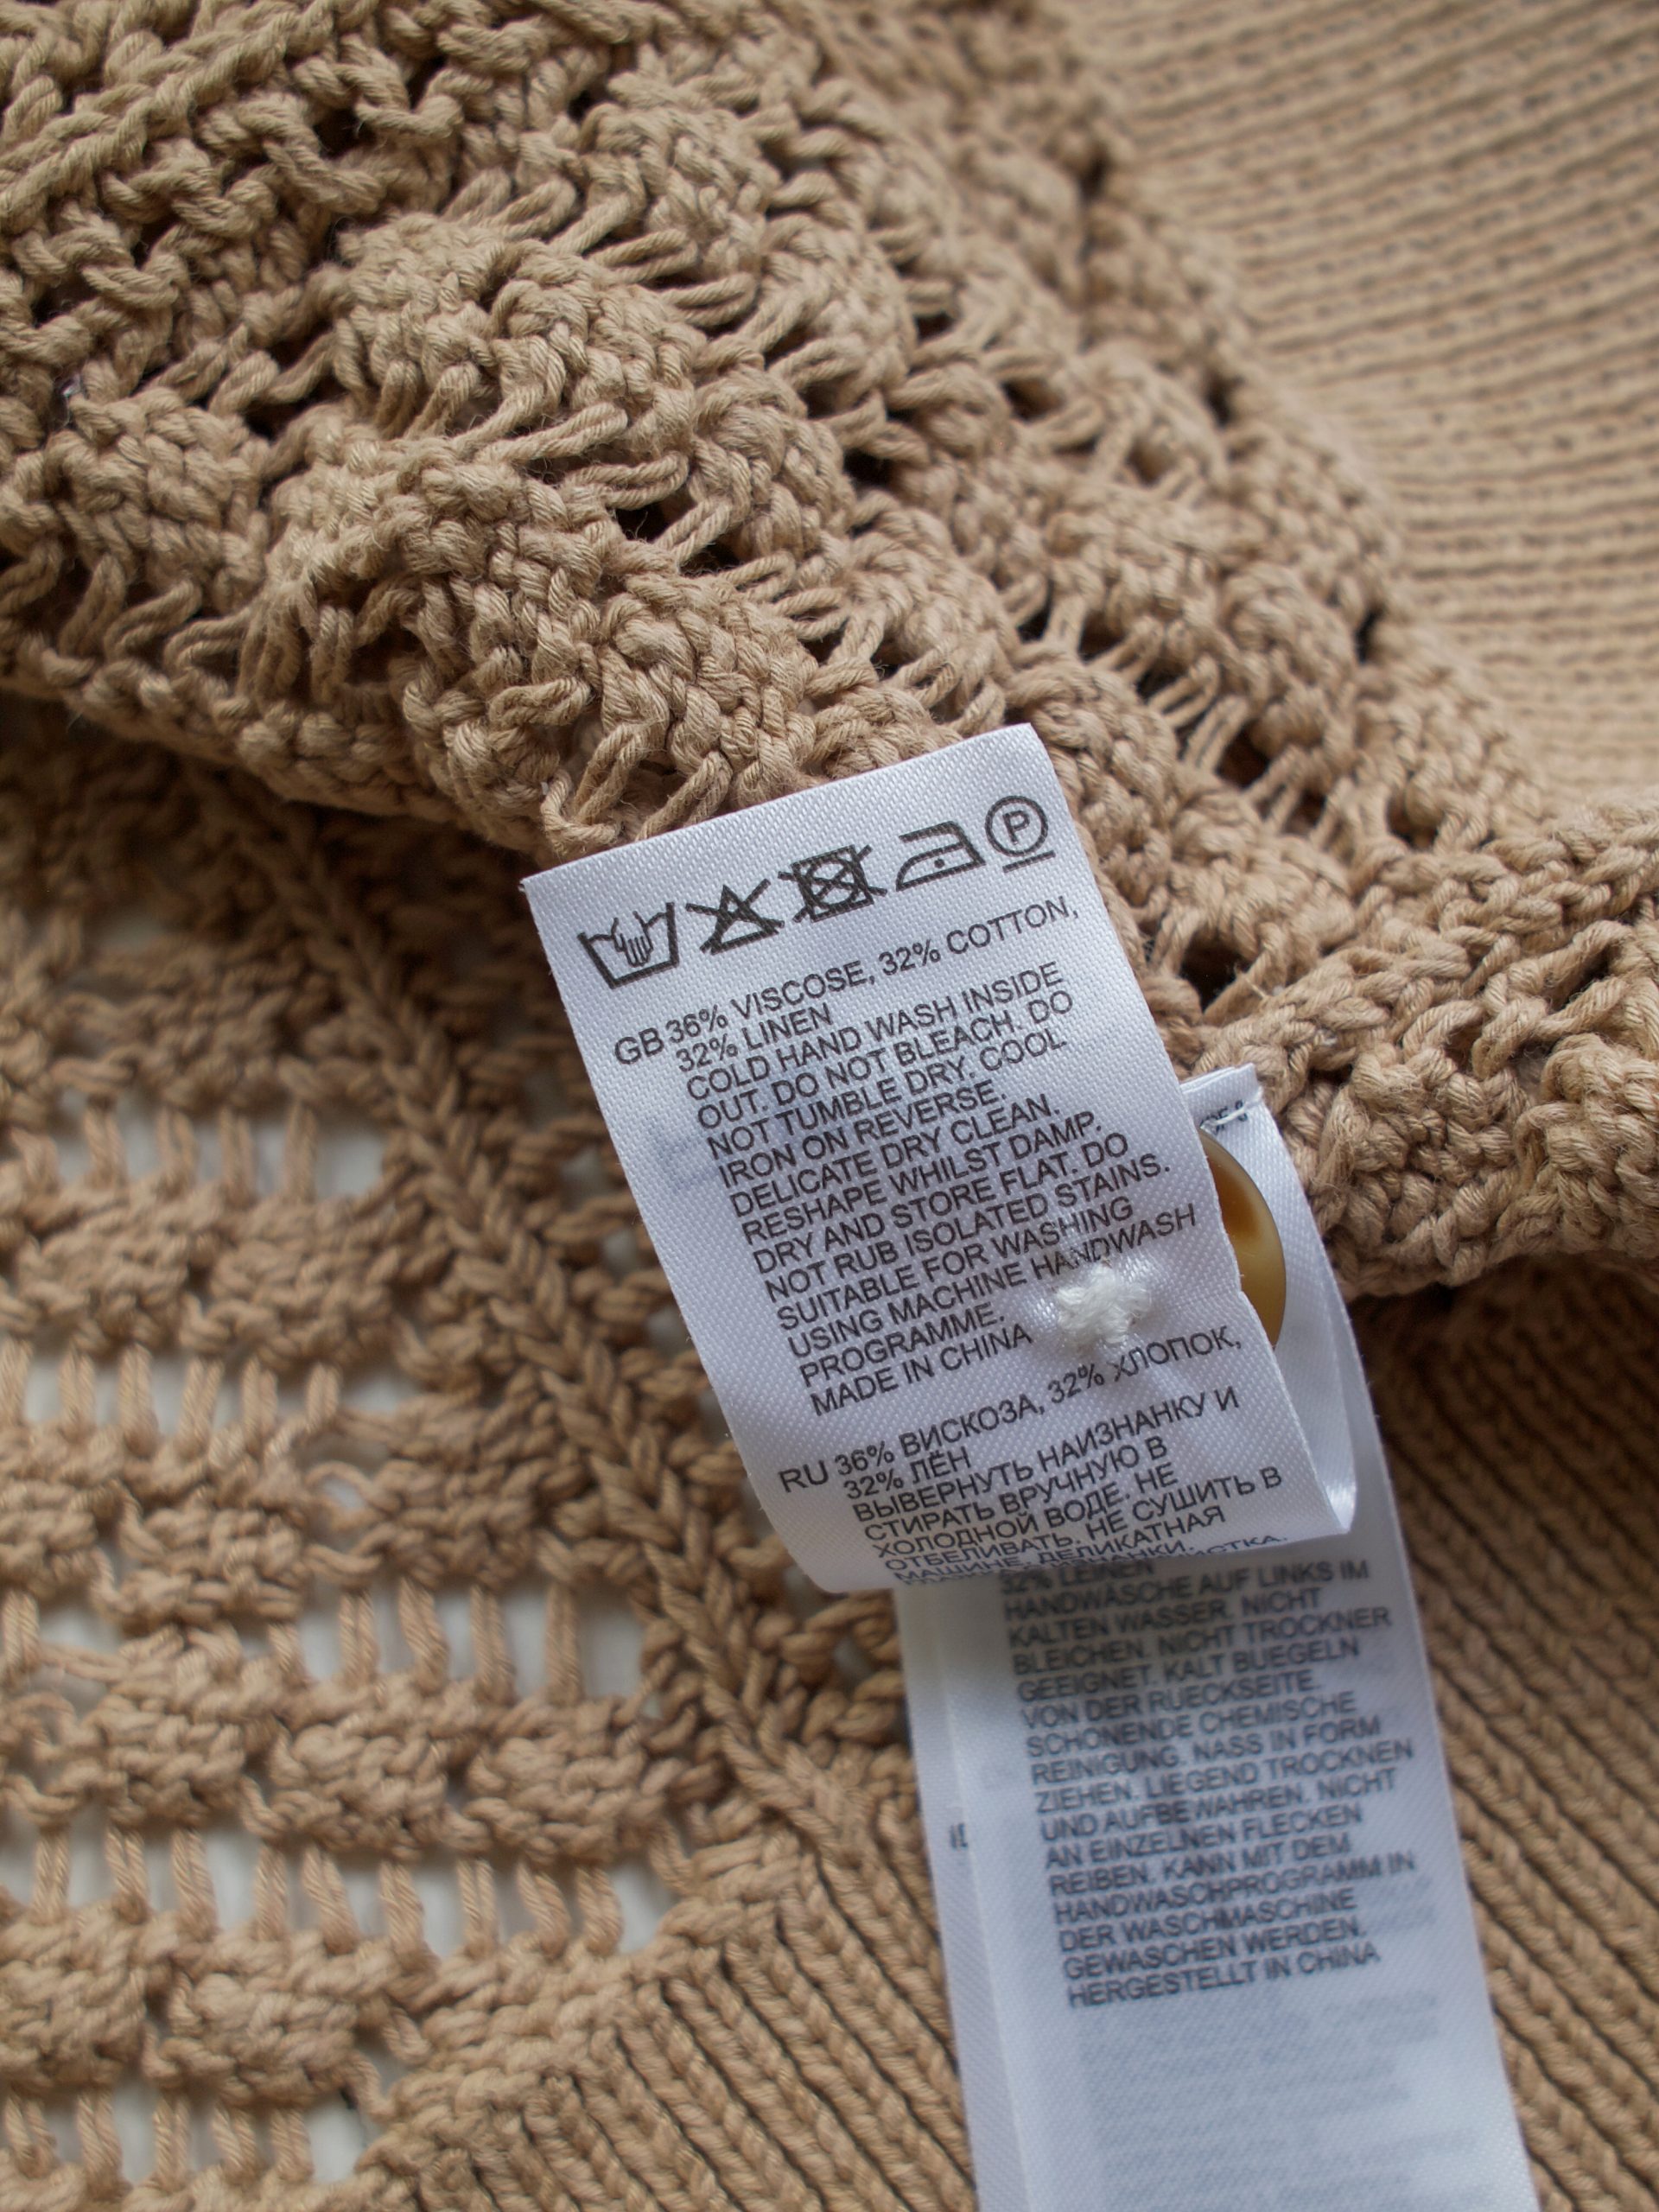 P
GB 36% VISCOSE, 32% COTTON,
32% LINEN
COLD HAND WASH INSIDE
OUT. DO NOT BLEACH. DO
NOT TUMBLE DRY. COOL
IRON ON REVERSE.
DELICATE DRY CLEAN.
RESHAPE WHILST DAMP.
DRY AND STORE FLAT. DO
NOT RUB ISOLATED STAINS.
SUITABLE FOR WASHING
USING MACHINE HANDWASH
PROGRAMME.
MADE IN CHINA
RU 36% ВИСКОЗА, 32% ХЛОПОК,
32% ЛЁН
ВЫВЕРНУТЬ НАИЗНАНКУ И
СТИРАТЬ ВРУЧНУЮ В
ХОЛОДНОЙ ВОДЕ. НЕ
ОТБЕЛИВАТЬ. НЕ СУШИТЬ В
МАШИНЕ. ДЕЛИКАТНАЯ
32% LEINEN
HANDWÄSCHE AUF LINKS IM
KALTEN WASSER. NICHT
BLEICHEN. NICHT TROCKNER
GEEIGNET. KALT BUEGELN
VON DER RUECKSEITE.
SCHONENDE CHEMISCHE
REINIGUNG. NASS IN FORM
ZIEHEN. LIEGEND TROCKNEN
UND AUFBEWAHREN. NICHT
AN EINZELNEN FLECKEN
REIBEN. KANN MIT DEM
HANDWASCHPROGRAMM IN
DER WASCHMASCHINE
GEWASCHEN WERDEN.
HERGESTELLT IN CHINA